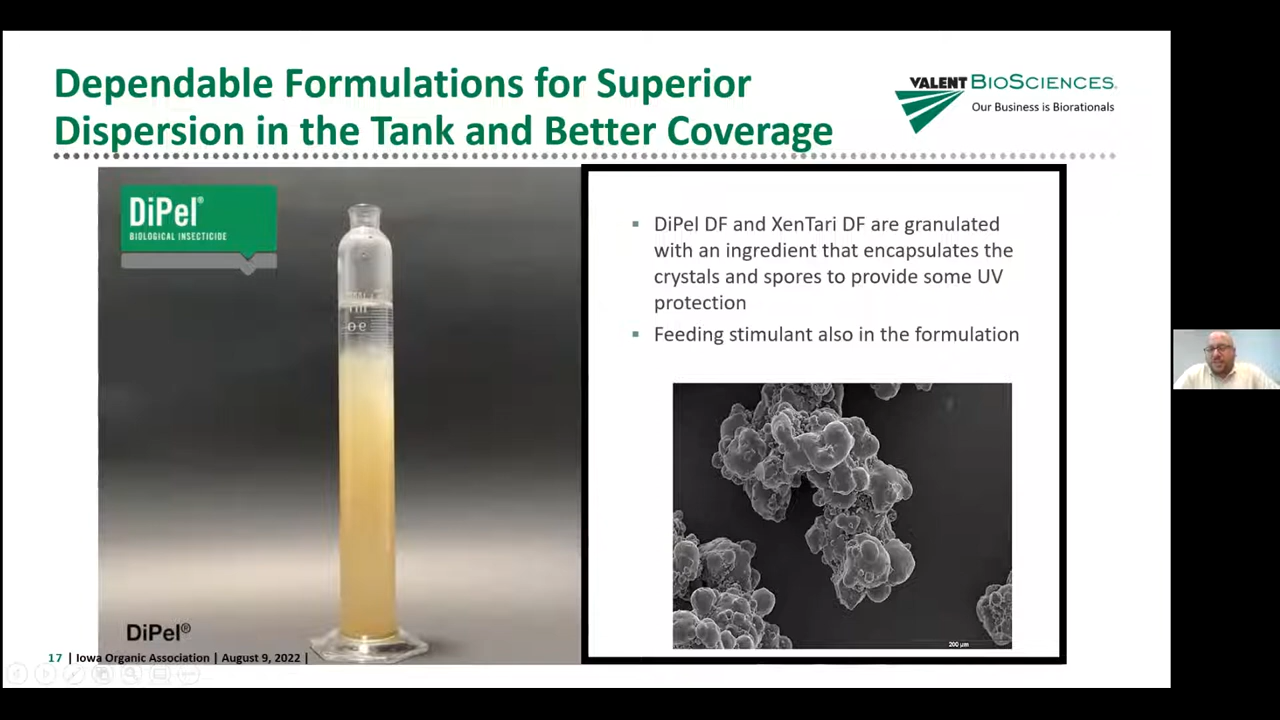 Dependable Formulations for Superior
Dispersion in the Tank and Better Coverage
VALENT BIOSCIENCES.
Our Business is Biorationals
DiPel®
BIOLOGICAL INSECTICIDE
DiPel DF and XenTari DF are granulated
with an ingredient that encapsulates the
crystals and spores to provide some UV
protection
Feeding stimulant also in the formulation
200 µm
DiPel®
17 | Iowa Organic Association | August 9, 2022 |